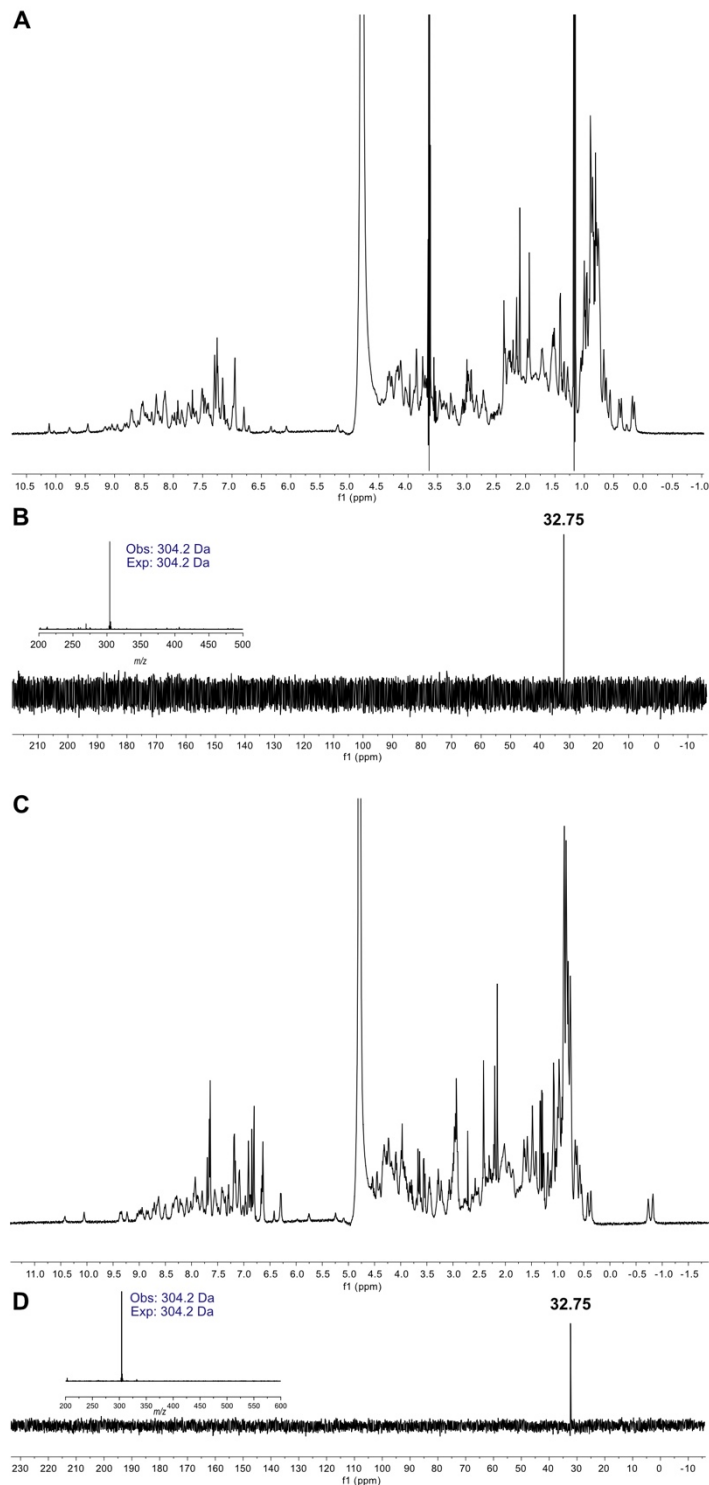 A
10.5 10.0 9.5 9.0 8.5 8.0 7.5 7.0 6.5 6.0 5.5 5.0 4.5 4.0 3.5 3.0 2.5 2.0 1.5 1.0 0.5 0.0 -0.5 -1.0
f1 (ppm)
B
32.75
Obs: 304.2 Da
Exp: 304.2 Da
200 250 300 350 400 450 500
m/z
210 200 190 180 170 160 150 140 130 120 110 100 90 80 70 60 50 40 30 20 10 0 -10
f1 (ppm)
C
11.0 10.5 10.0 9.5 9.0 8.5 8.0 7.5 7.0 6.5 6.0 5.5 5.0 4.5 4.0 3.5 3.0 2.5 2.0 1.5 1.0 0.5 0.0 -0.5 -1.0 -1.5
f1 (ppm)
D
Obs: 304.2 Da
Exp: 304.2 Da
32.75
200 250 300 350 400 450 500 550 600
m/z
230 220 210 200 190 180 170 160 150 140 130 120 110 100 90 80 70 60 50 40 30 20 10 0 -10
f1 (ppm)